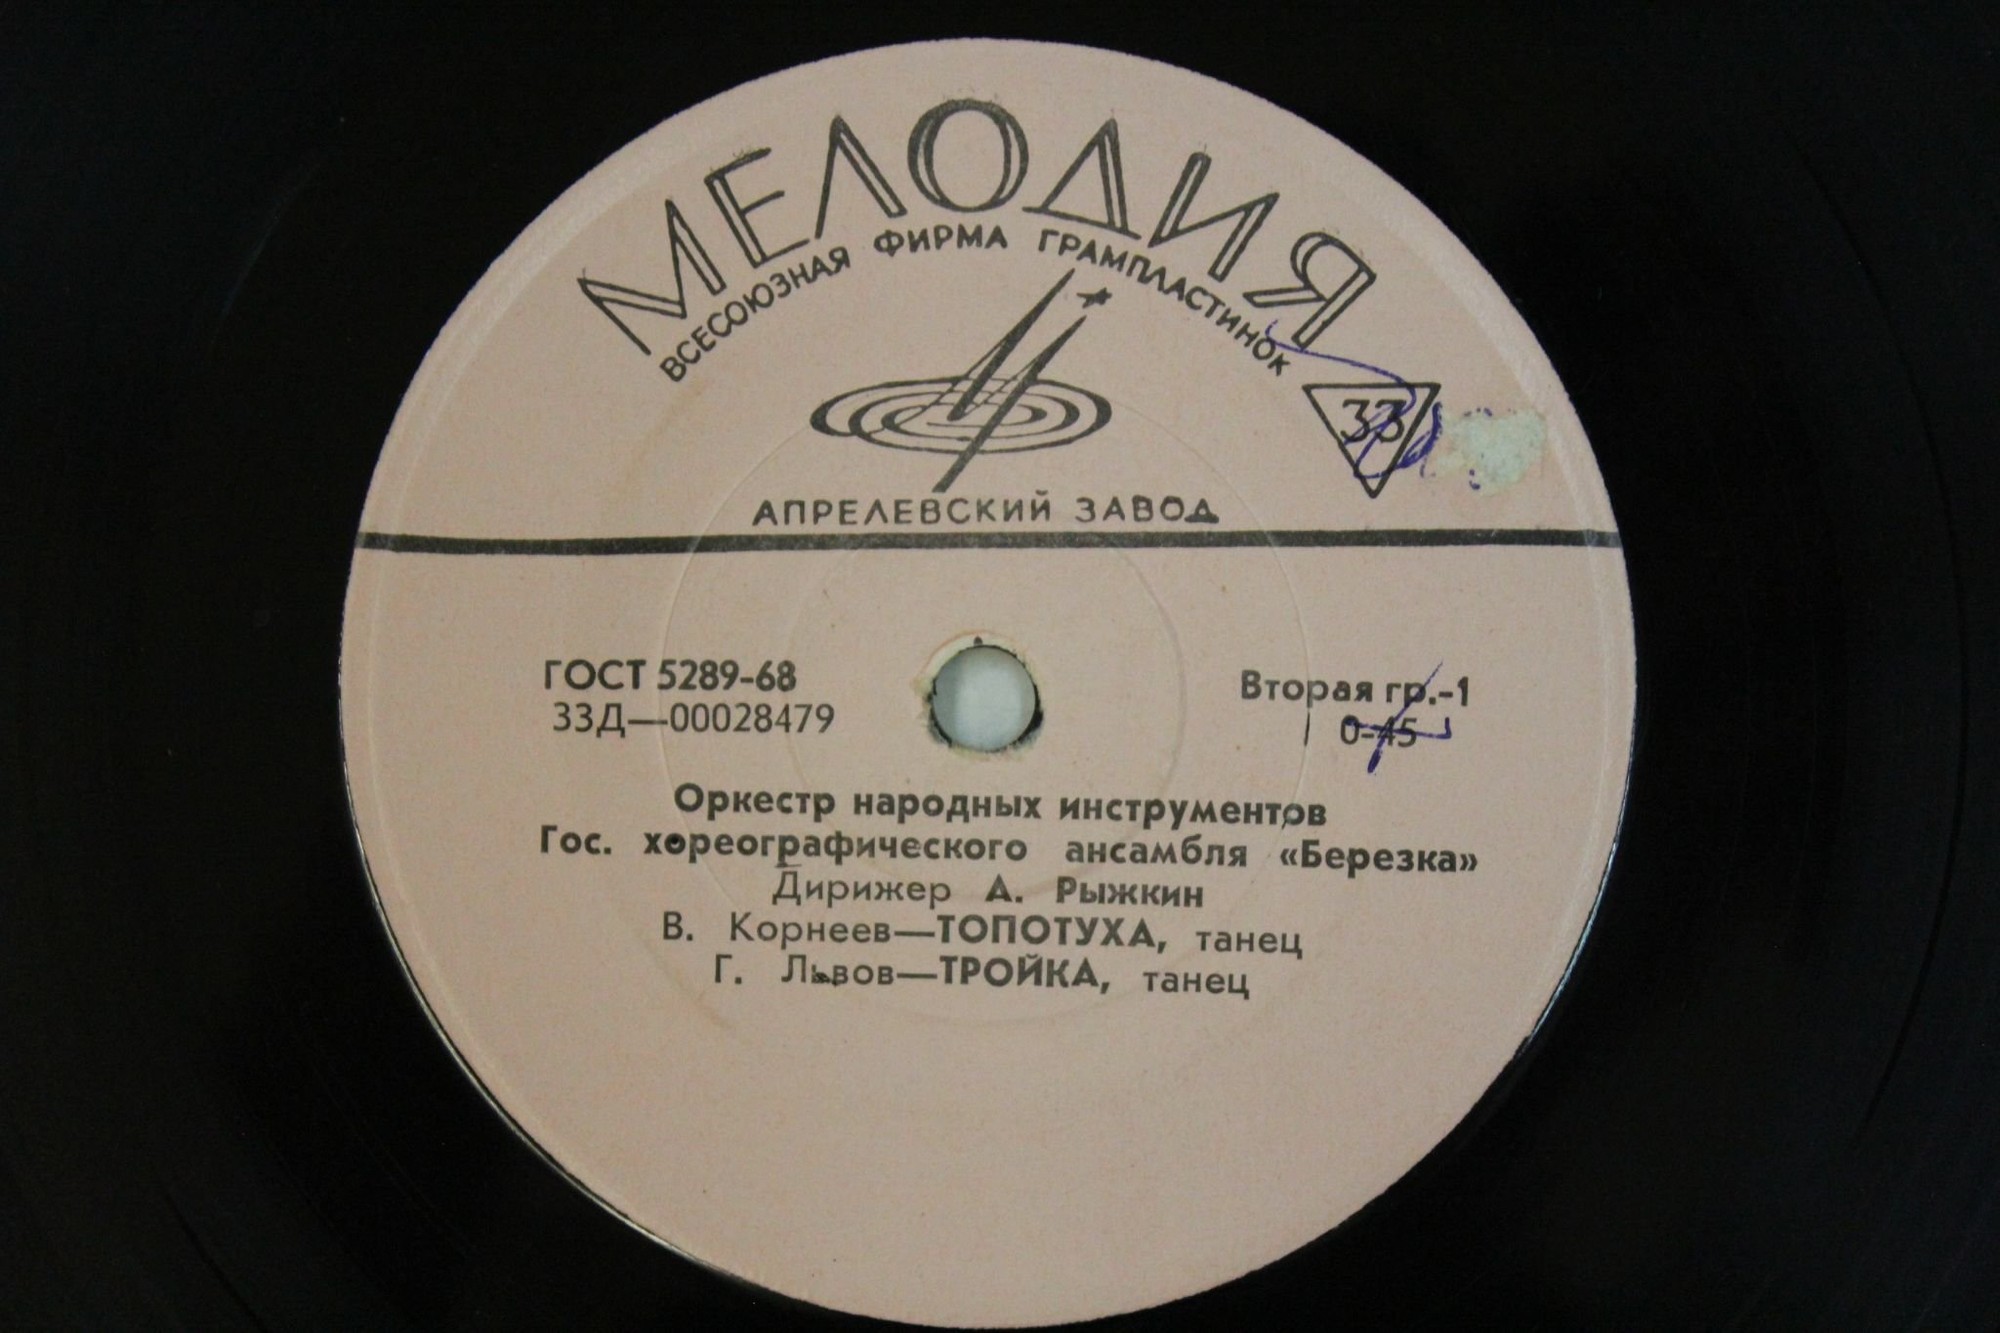 МЕЛОДИЯ
ВСЕСОЮЗНАЯ ФИРМА ГРАМПЛАСТИНОК
33
АПРЕЛЕВСКИЙ ЗАВОД
ГОСТ 5289-68
Вторая гр.-1
33Д—00028479
0-45
Оркестр народных инструментов
Гос. хореографического ансамбля «Березка»
Дирижер А. Рыжкин
В. Корнеев—ТОПОТУХА, танец
Г. Львов—ТРОЙКА, танец